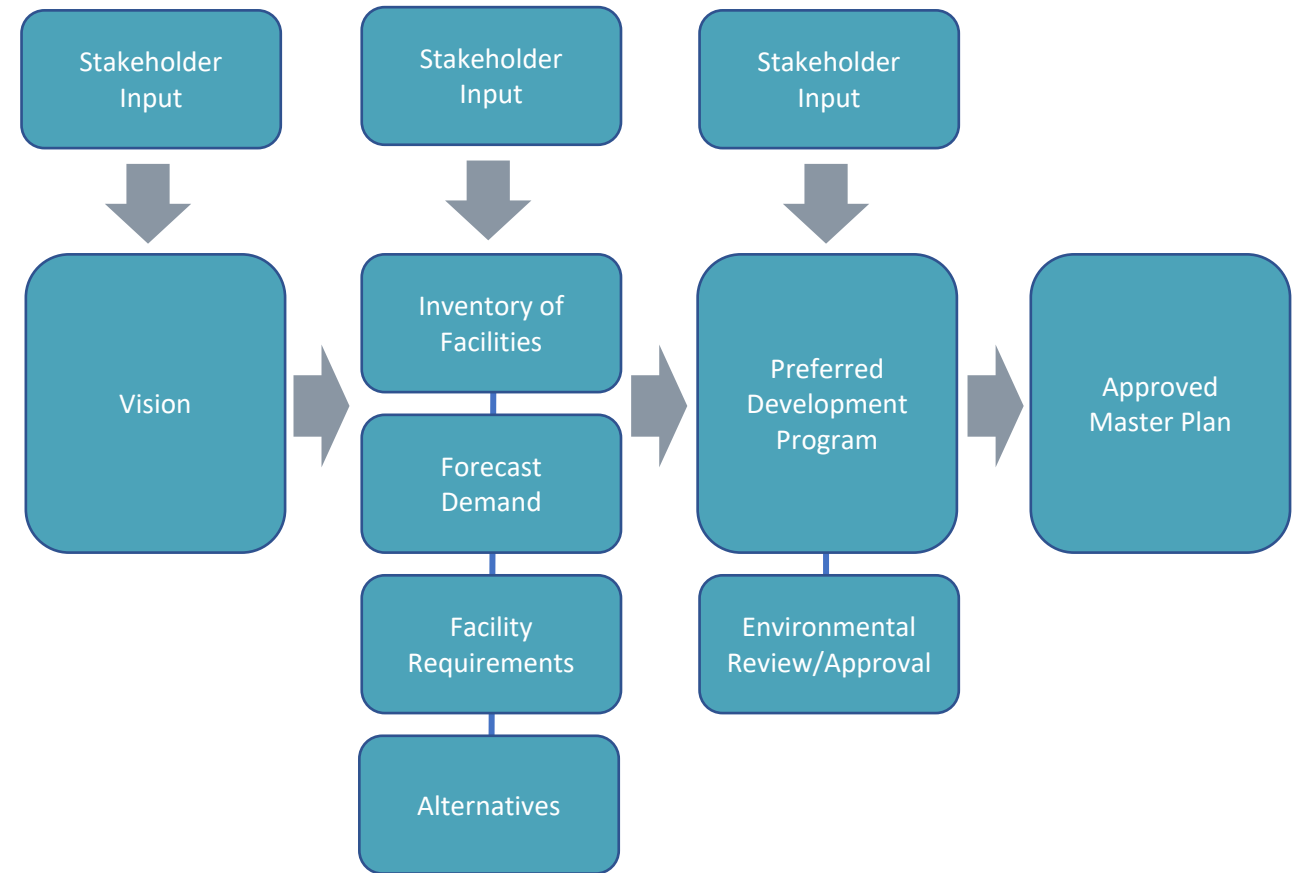 Stakeholder
Input
Stakeholder
Input
Stakeholder
Input
Vision
Inventory of
Facilities
Forecast
Demand
Facility
Requirements
Alternatives
Preferred
Development
Program
Environmental
Review/Approval
Approved
Master Plan